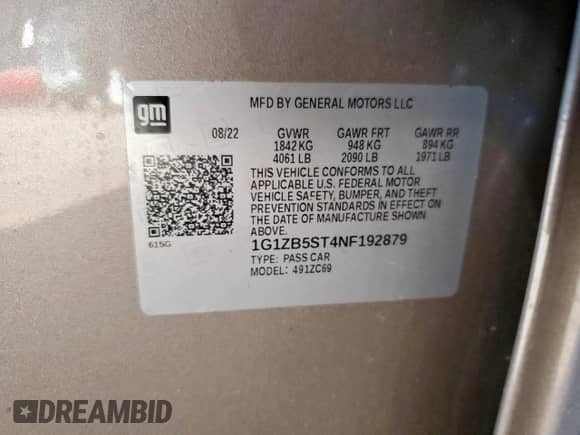 gm
MFD BY GENERAL MOTORS LLC
08/22 GVWR GAWR FRT GAWR RR
1842 KG 948 KG 894 KG
4061 LB 2090 LB 1971 LB
THIS VEHICLE CONFORMS TO ALL
APPLICABLE U.S. FEDERAL MOTOR
VEHICLE SAFETY, BUMPER, AND THEFT
PREVENTION STANDARDS IN EFFECT ON
THE DATE OF MANUFACTURE SHOWN
ABOVE.
615G
1G1ZB5ST4NF192879
TYPE: PASS CAR
MODEL: 491ZC69
DREAMBID